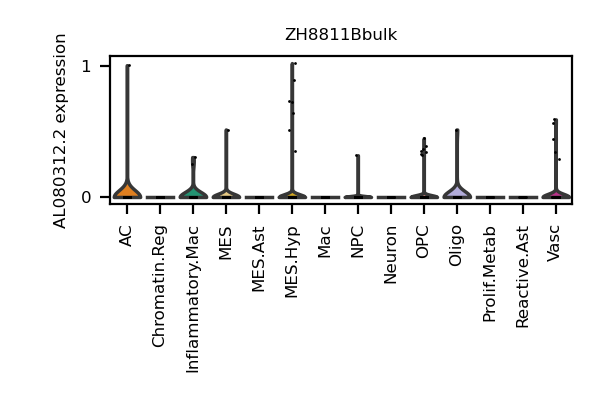 ZH8811Bbulk
AL080312.2 expression
1
0
AC
Chromatin.Reg
Inflammatory.Mac
MES
MES.Ast
MES.Hyp
Mac
NPC
Neuron
OPC
Oligo
Prolif.Metab
Reactive.Ast
Vasc